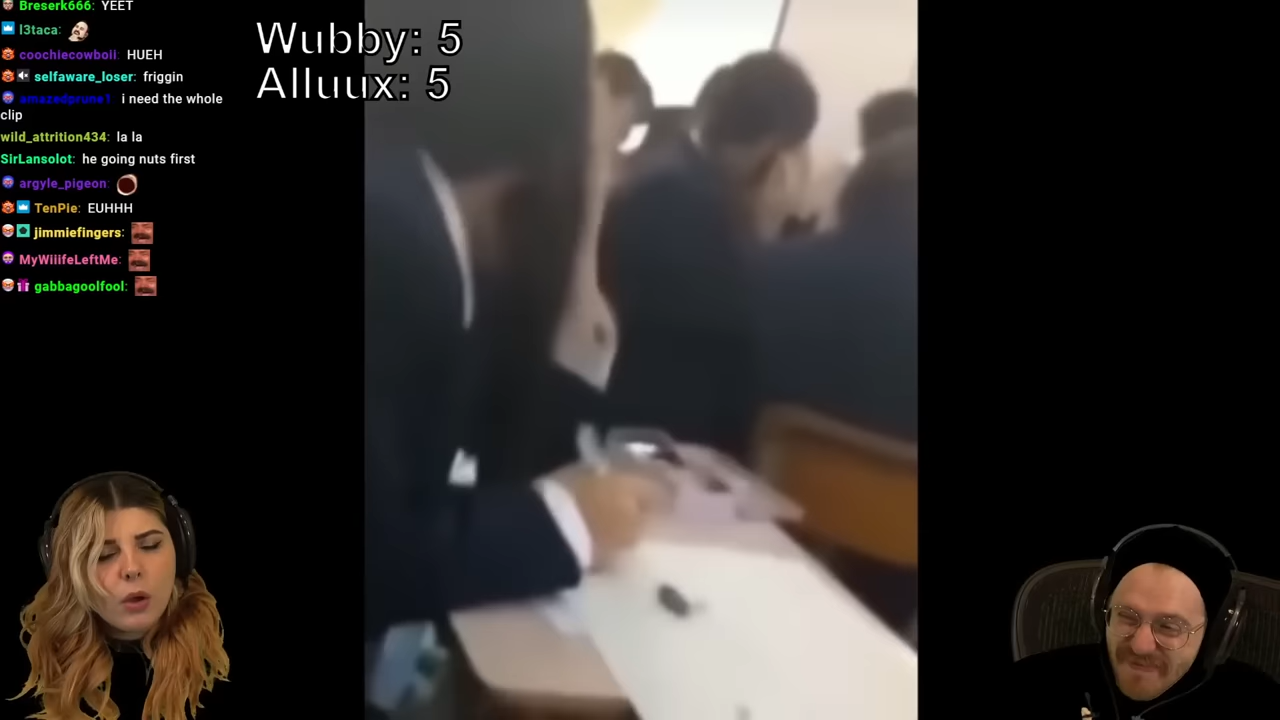 Breserk666: YEET
l3taca:
coochiecowboii: HUEH
selfaware_loser: friggin
amazedprune1 i need the whole
clip
wild_attrition434: la la
SirLansolot: he going nuts first
argyle_pigeon:
TenPie: EUHHH
jimmiefingers:
MyWiiifeLeftMe:
gabbagoolfool:
Wubby: 5
Alluux: 5